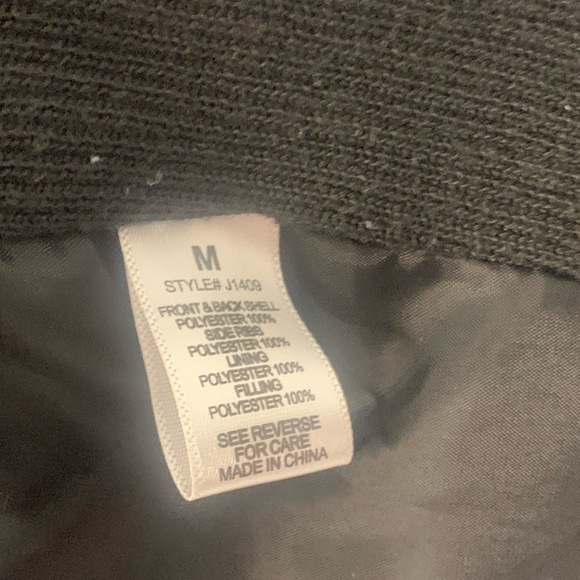 M
STYLE# J1409
FRONT & BACK SHELL
POLYESTER 100%
SIDE RIBS
POLYESTER 100%
LINING
POLYESTER 100%
FILLING
POLYESTER 100%
SEE REVERSE
FOR CARE
MADE IN CHINA